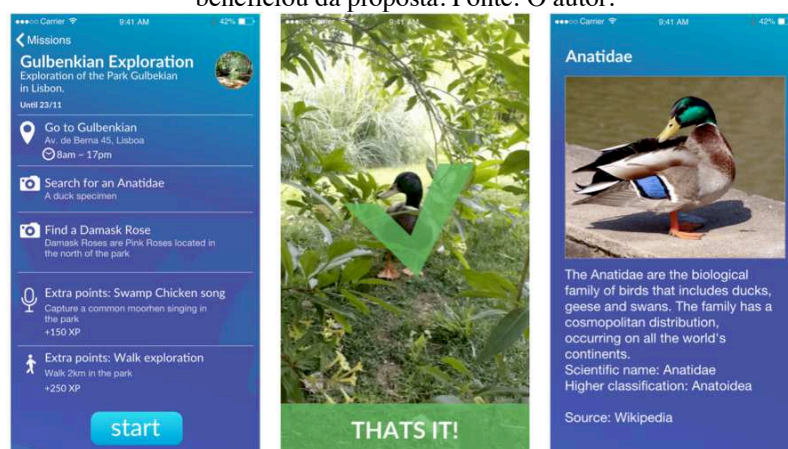 beneficiou da proposta. Fonte: O autor.
Carrier 9:41 AM 42%
Missions
Gulbenkian Exploration
Exploration of the Park Gulbekian
in Lisbon.
Until 23/11
Go to Gulbenkian
Av. de Berna 45, Lisboa
8am – 17pm
Search for an Anatidae
A duck specimen
Find a Damask Rose
Damask Roses are Pink Roses located in
the north of the park
Extra points: Swamp Chicken song
Capture a common moorhen singing in
the park
+150 XP
Extra points: Walk exploration
Walk 2km in the park
+250 XP
start
Carrier 9:41 AM 42%
THATS IT!
Carrier 9:41 AM 42%
Anatidae
The Anatidae are the biological
family of birds that includes ducks,
geese and swans. The family has a
cosmopolitan distribution,
occurring on all the world's
continents.
Scientific name: Anatidae
Higher classification: Anatoidea
Source: Wikipedia